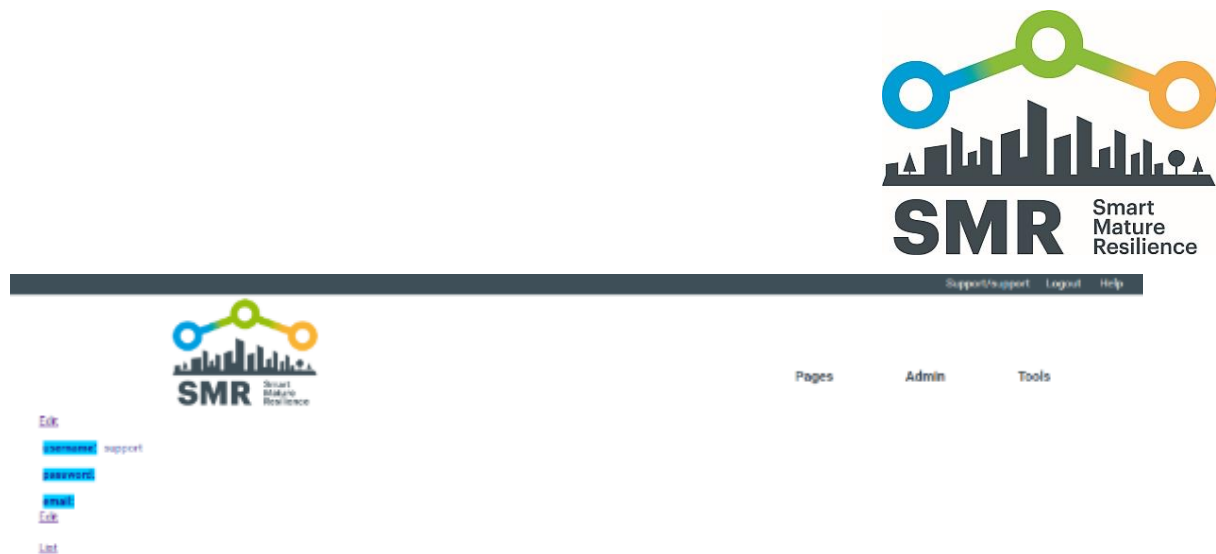 SMR Smart
Mature
Resilience
Support/support Logout Help
SMR Smart
Mature
Resilience
Pages Admin Tools
Edit
username: support
password:
email:
Edit
List